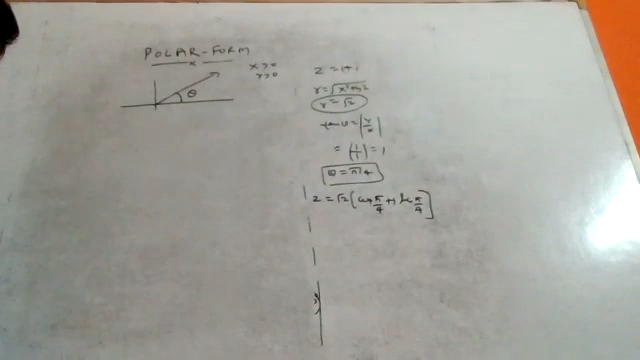 POLAR-FORM
x>0
y>0
θ
z = 1+i
r = √x²+y²
r = √2
tan θ = |y/x|
= |1/1| = 1
θ = π/4
z = √2 [cos π/4 + i sin π/4]